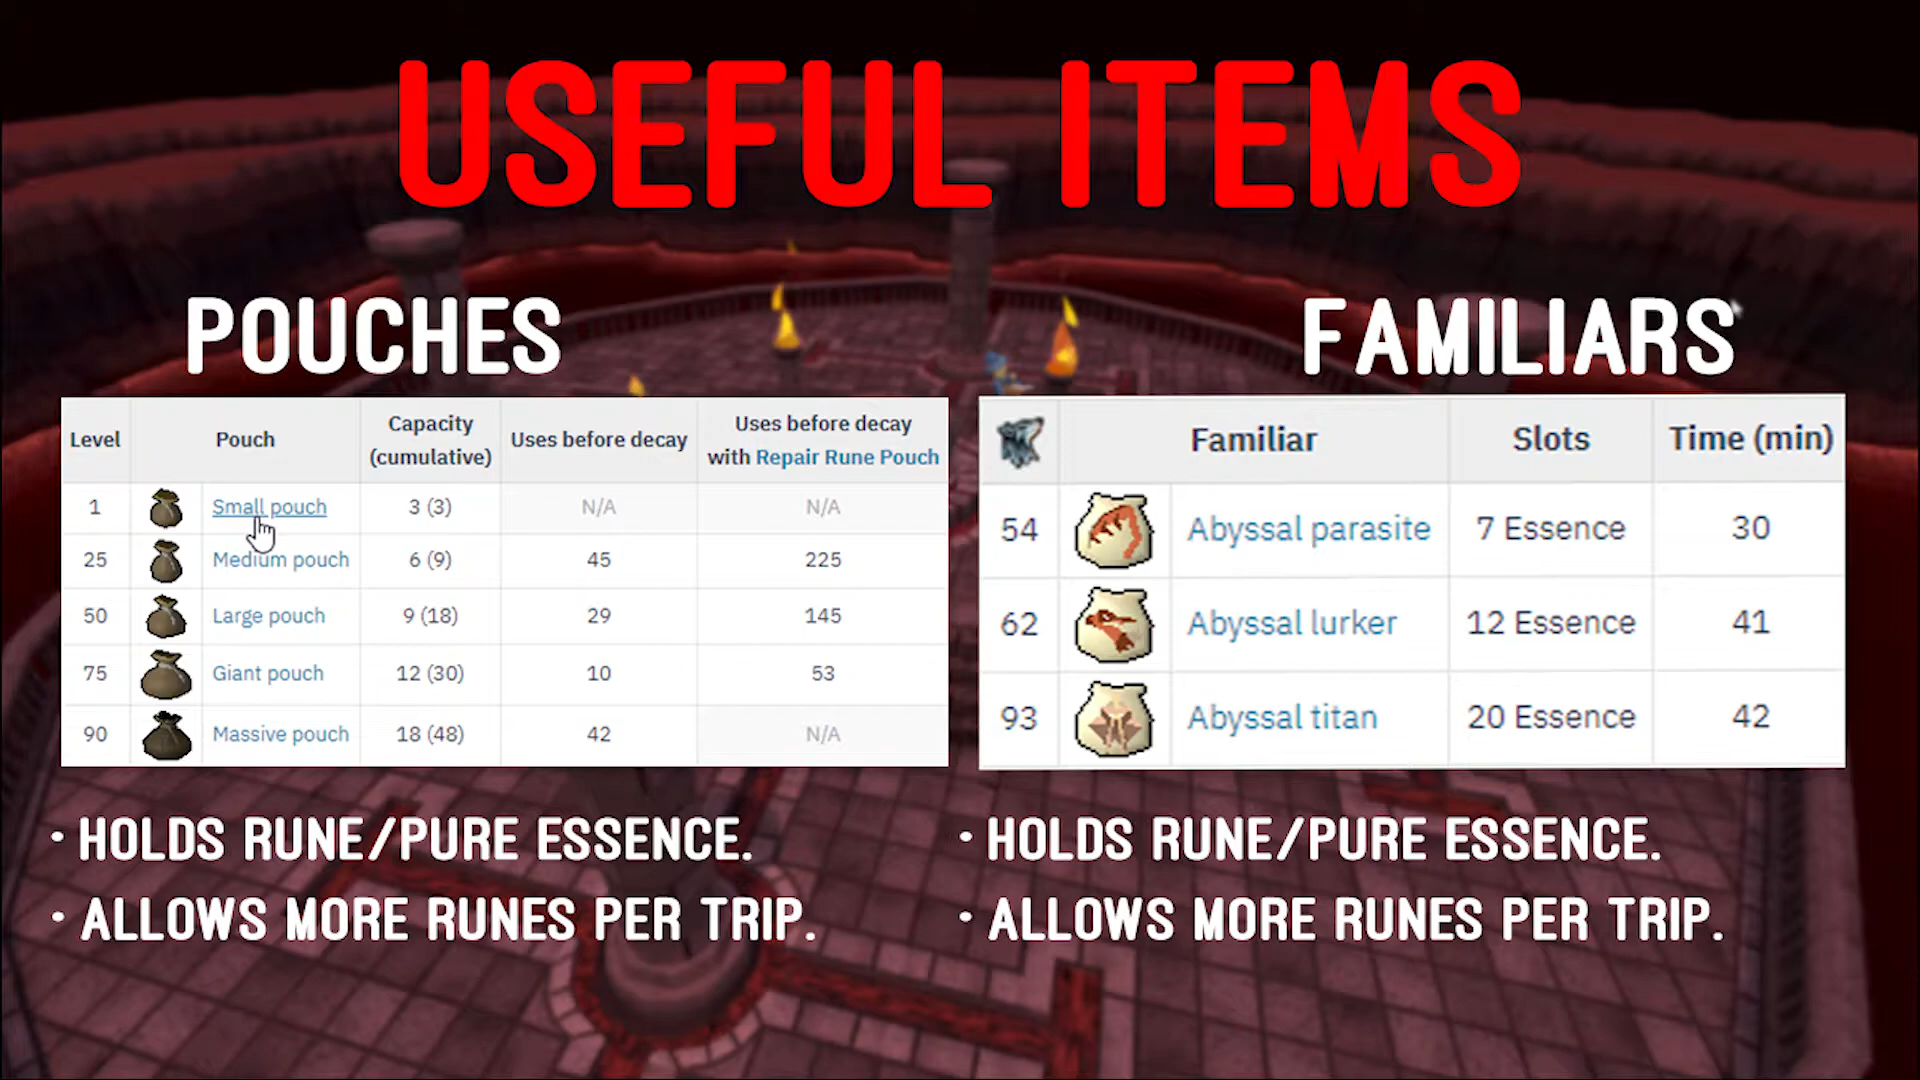 USEFUL ITEMS
POUCHES
Level Pouch Capacity (cumulative) Uses before decay Uses before decay with Repair Rune Pouch
1 Small pouch 3 (3) N/A N/A
25 Medium pouch 6 (9) 45 225
50 Large pouch 9 (18) 29 145
75 Giant pouch 12 (30) 10 53
90 Massive pouch 18 (48) 42 N/A
• HOLDS RUNE/PURE ESSENCE.
• ALLOWS MORE RUNES PER TRIP.
FAMILIARS
Familiar Slots Time (min)
54 Abyssal parasite 7 Essence 30
62 Abyssal lurker 12 Essence 41
93 Abyssal titan 20 Essence 42
• HOLDS RUNE/PURE ESSENCE.
• ALLOWS MORE RUNES PER TRIP.